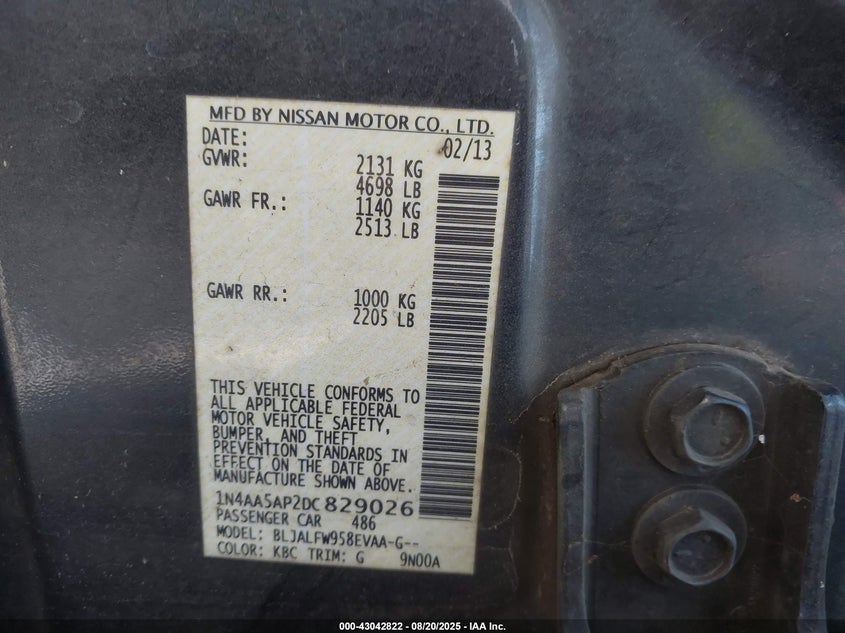 MFD BY NISSAN MOTOR CO., LTD.
DATE: 02/13
GVWR: 2131 KG
4698 LB
GAWR FR.: 1140 KG
2513 LB
GAWR RR.: 1000 KG
2205 LB
THIS VEHICLE CONFORMS TO
ALL APPLICABLE FEDERAL
MOTOR VEHICLE SAFETY,
BUMPER, AND THEFT
PREVENTION STANDARDS IN
EFFECT ON THE DATE OF
MANUFACTURE SHOWN ABOVE.
1N4AA5AP2DC829026
PASSENGER CAR 486
MODEL: BLJALFW958EVAA-G--
COLOR: KBC TRIM: G 9N00A
000-43042822 - 08/20/2025 - IAA Inc.